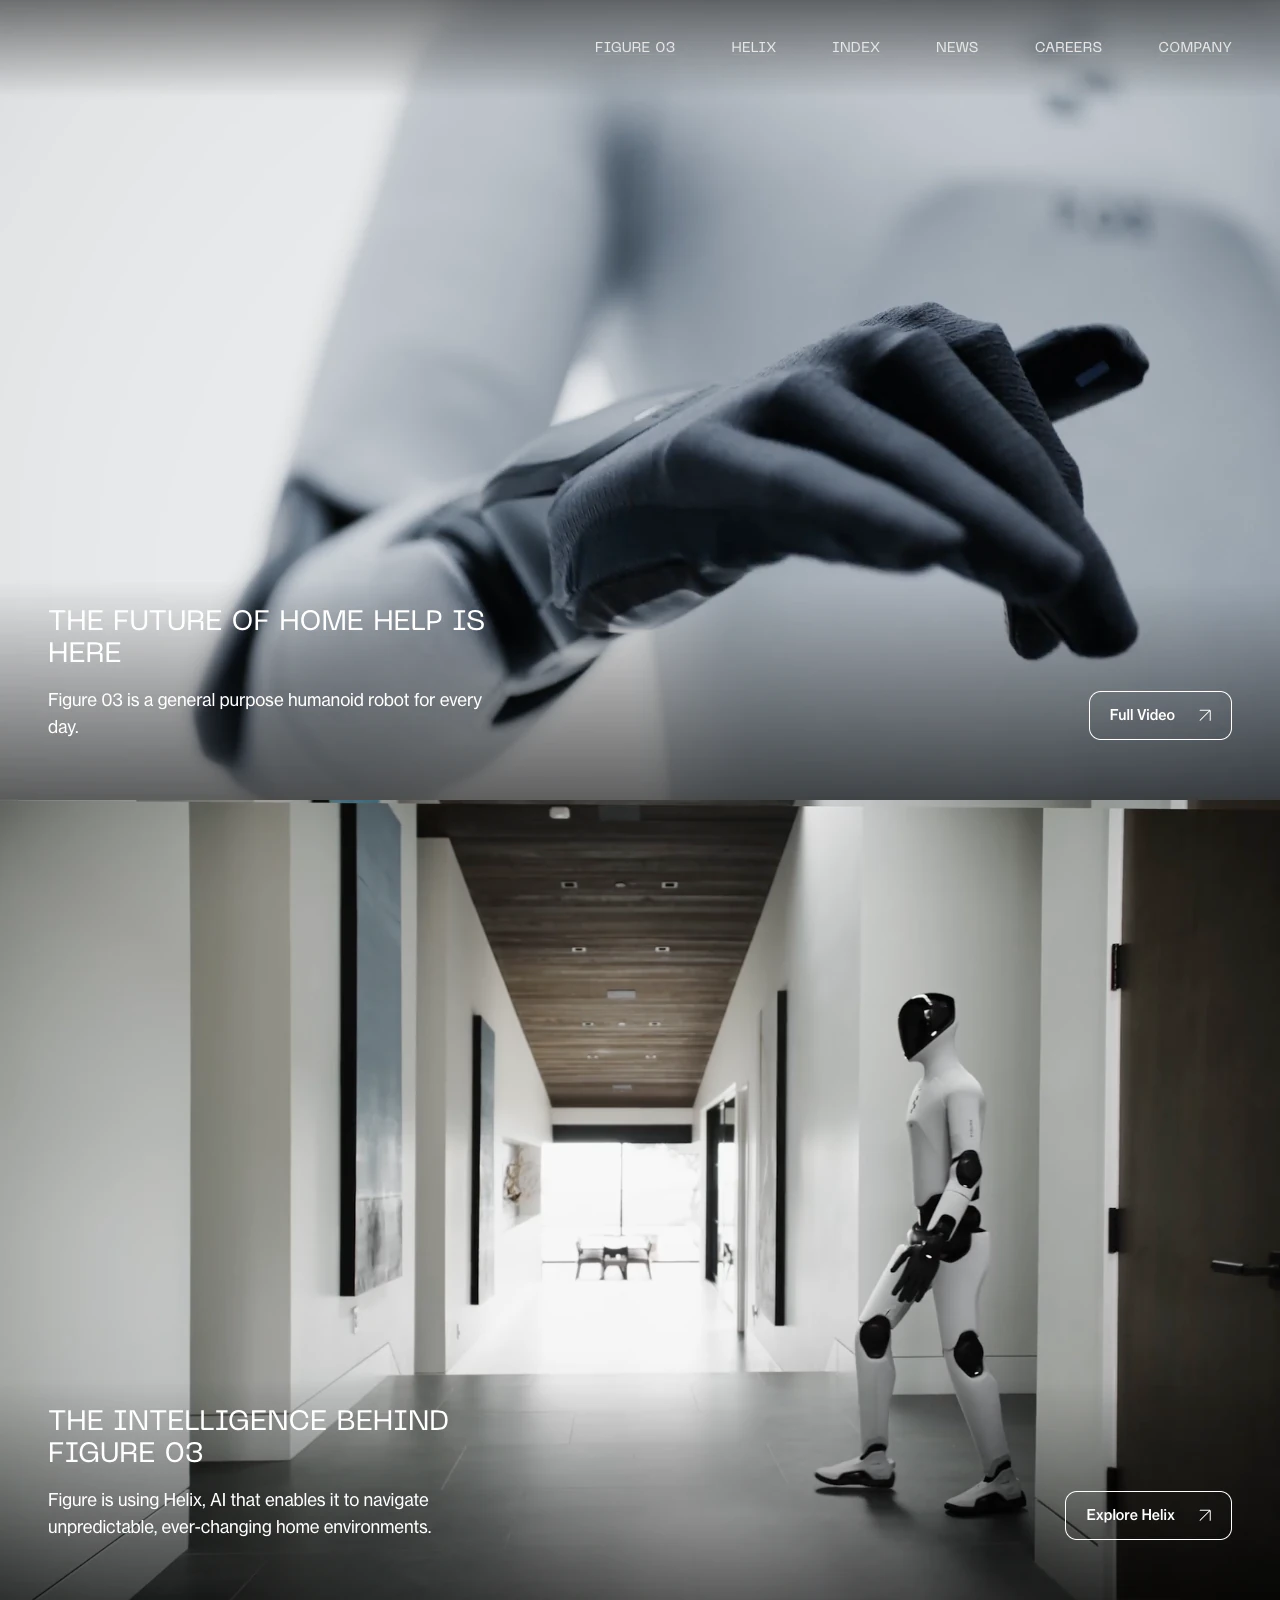 FIGURE 03 HELIX INDEX NEWS CAREERS COMPANY
THE FUTURE OF HOME HELP IS
HERE
Figure 03 is a general purpose humanoid robot for every
day.
Full Video
THE INTELLIGENCE BEHIND
FIGURE 03
Figure is using Helix, AI that enables it to navigate
unpredictable, ever-changing home environments.
Explore Helix